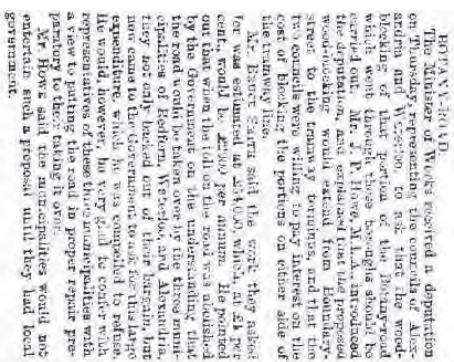 BOTANY-ROAD.
The Minister of Works received a deputation
on Thursday, representing the councils of Alex-
andria and Waterloo, to ask that the wood-
blocking of that portion of the Botany-road
which went through those boroughs should be
carried out. Mr. J. P. Howe, M.L.A., introduced
the deputation, and explained that the proposed
wood-blocking would extend from Boundary-
street to the tramway terminus, and that the
two councils were willing to pay interest on the
cost of blocking the portions on either side of
the tramway line.
Mr. Bruce Smith said the work they asked
for was estimated at which, at £4 per
cent., would be per annum. He pointed
out that when the toll on the road was abolished
by the Government on the understanding that
the road would be taken over by the three muni-
cipalities of Redfern, Waterloo, and Alexandria,
they not only backed out of their bargain, but
now came to the Government to ask for this large
expenditure, which he was compelled to refuse.
He would, however, be very glad to confer with
representatives of these three municipalities with
a view to putting the road in proper repair pre-
paratory to their taking it over.
Mr. Howe said the municipalities would not
entertain such a proposal until they had local
government.